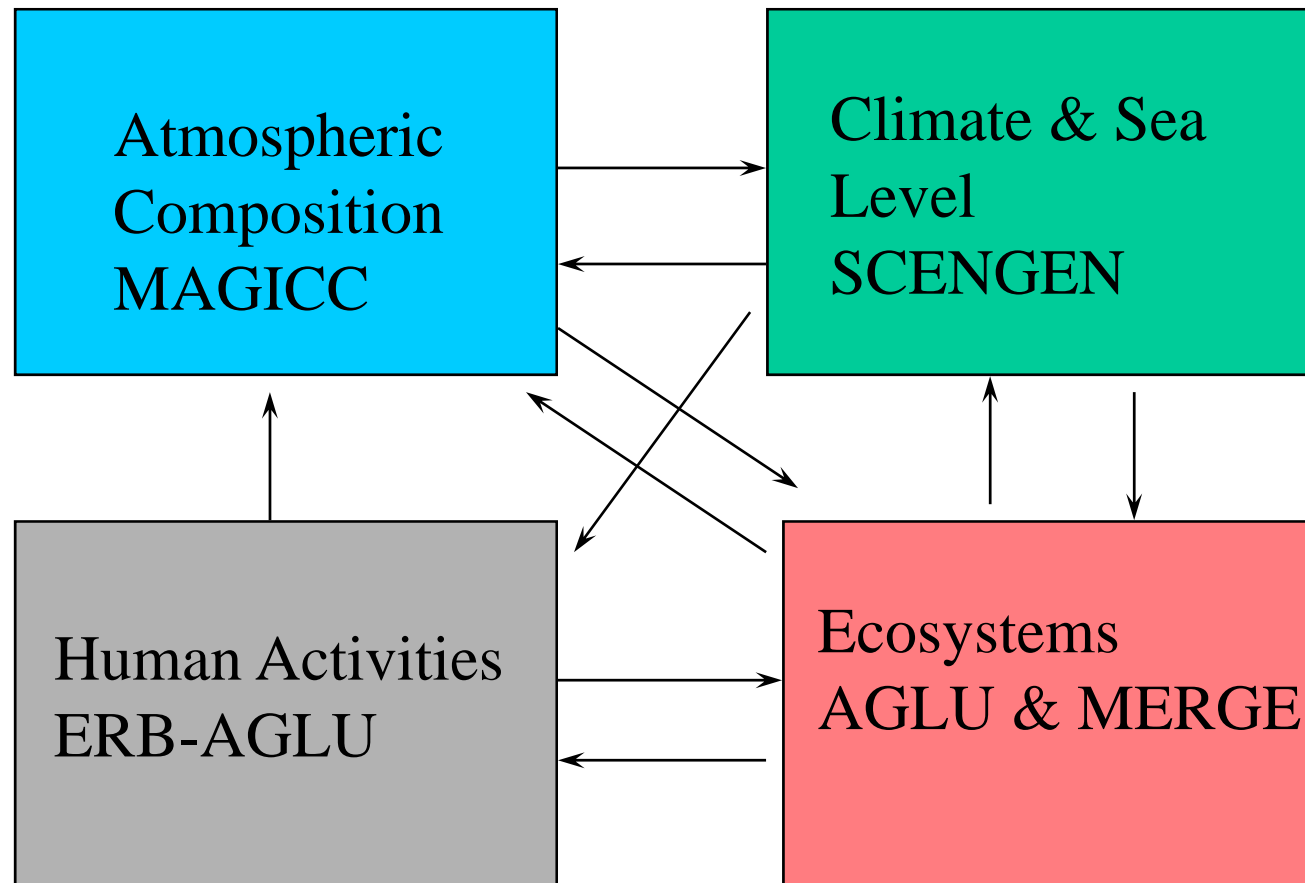 Atmospheric
Composition
MAGICC
Climate & Sea
Level
SCENGEN
Human Activities
ERB-AGLU
Ecosystems
AGLU & MERGE